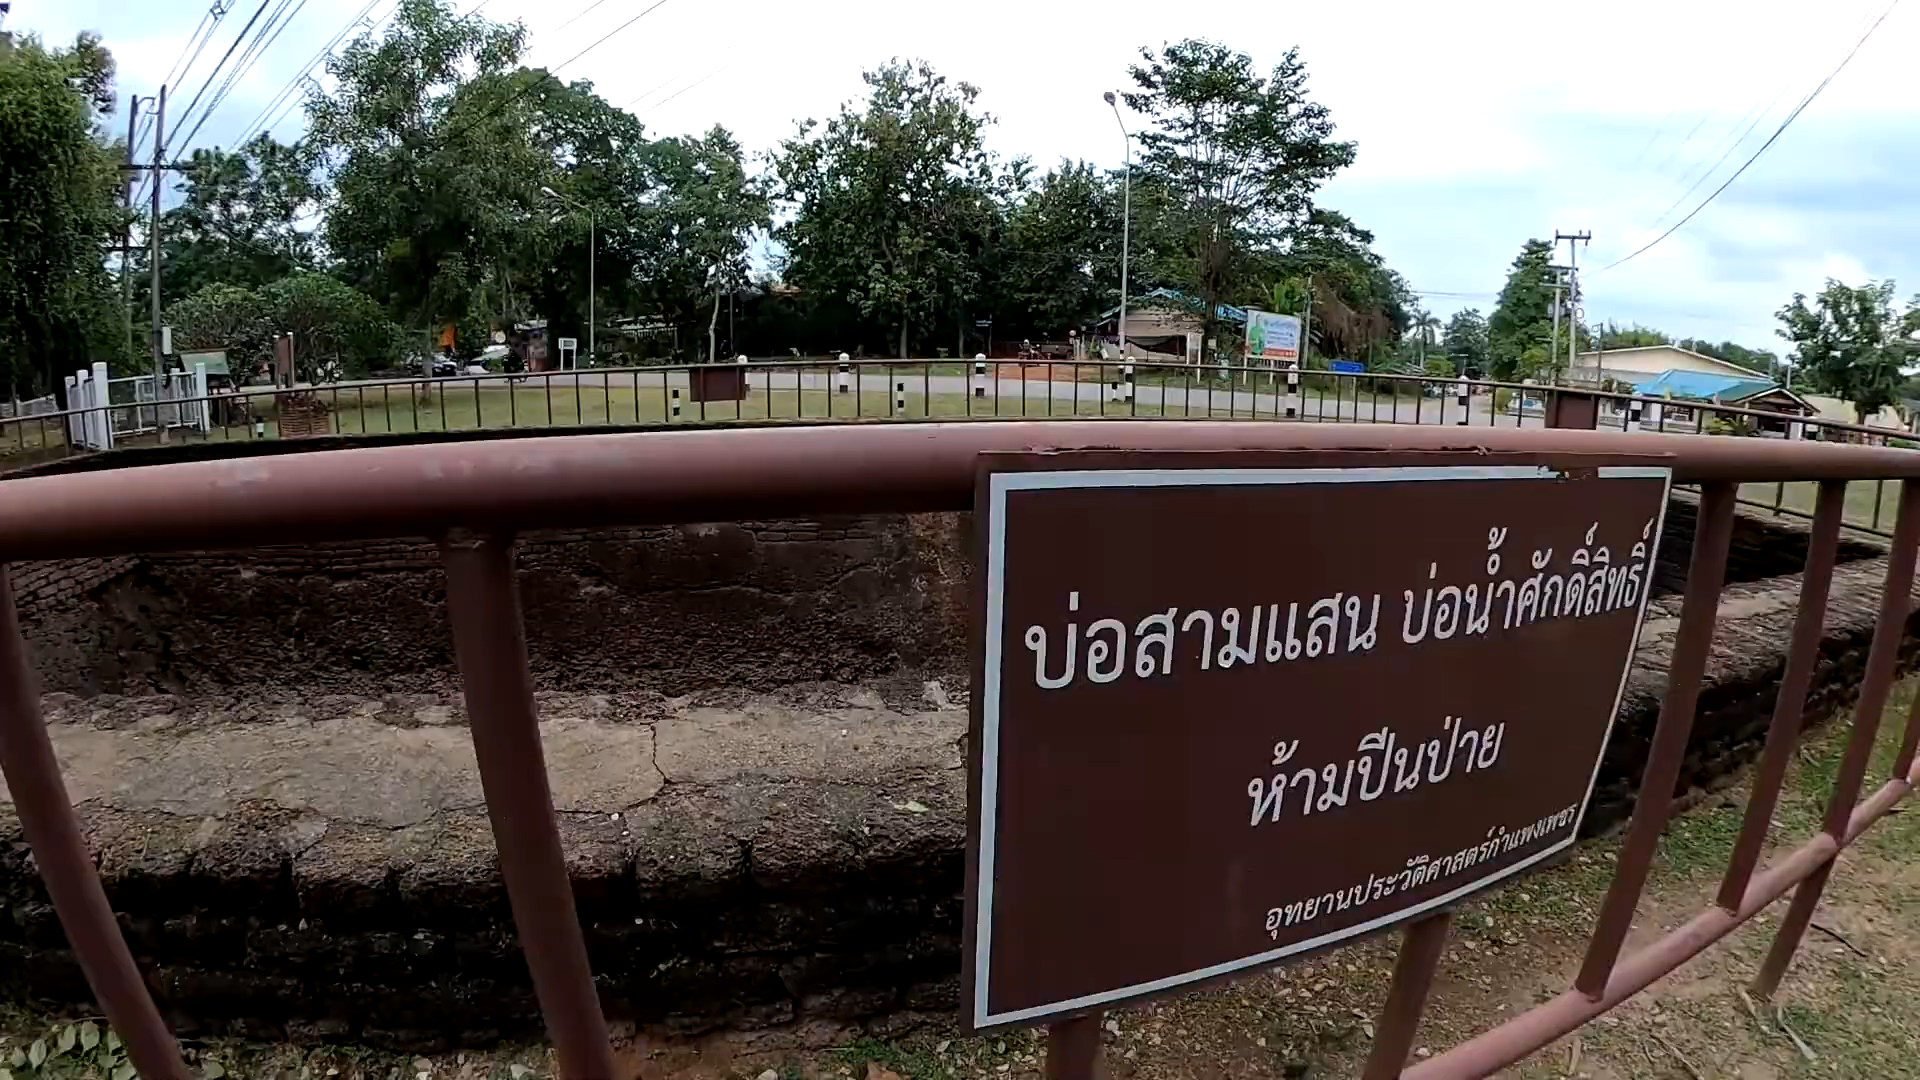 บ่อสามแสน บ่อน้ำศักดิ์สิทธิ์
ห้ามปีนป่าย
อุทยานประวัติศาสตร์กำแพงเพชร